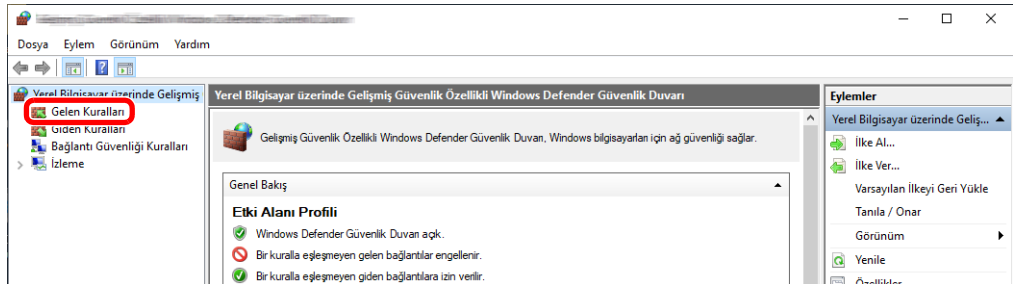 Dosya Eylem Görünüm Yardım
Yerel Bilgisayar üzerinde Gelişmiş
Gelen Kuralları
Giden Kuralları
Bağlantı Güvenliği Kuralları
İzleme
Yerel Bilgisayar üzerinde Gelişmiş Güvenlik Özellikli Windows Defender Güvenlik Duvarı
Gelişmiş Güvenlik Özellikli Windows Defender Güvenlik Duvarı, Windows bilgisayarları için ağ güvenliği sağlar.
Genel Bakış
Etki Alanı Profili
Windows Defender Güvenlik Duvarı açık.
Bir kuralla eşleşmeyen gelen bağlantılar engellenir.
Bir kuralla eşleşmeyen giden bağlantılara izin verilir.
Eylemler
Yerel Bilgisayar üzerinde Geliş...
İlke Al...
İlke Ver...
Varsayılan İlkeyi Geri Yükle
Tanıla / Onar
Görünüm
Yenile
Özellikler